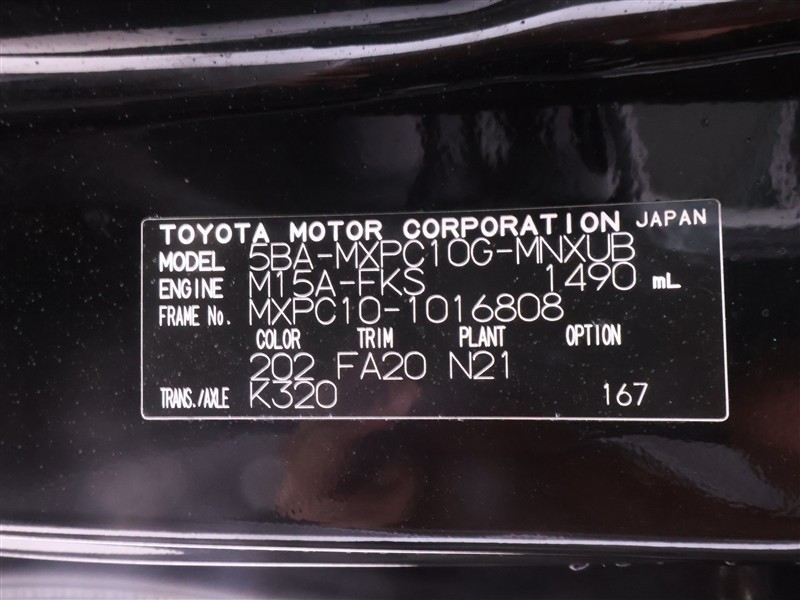 TOYOTA MOTOR CORPORATION JAPAN
MODEL 5BA-MXPC10G-MNXUB
ENGINE M15A-FKS 1490 mL
FRAME No. MXPC10-1016808
COLOR TRIM PLANT OPTION
202 FA20 N21
TRANS./AXLE K320 167